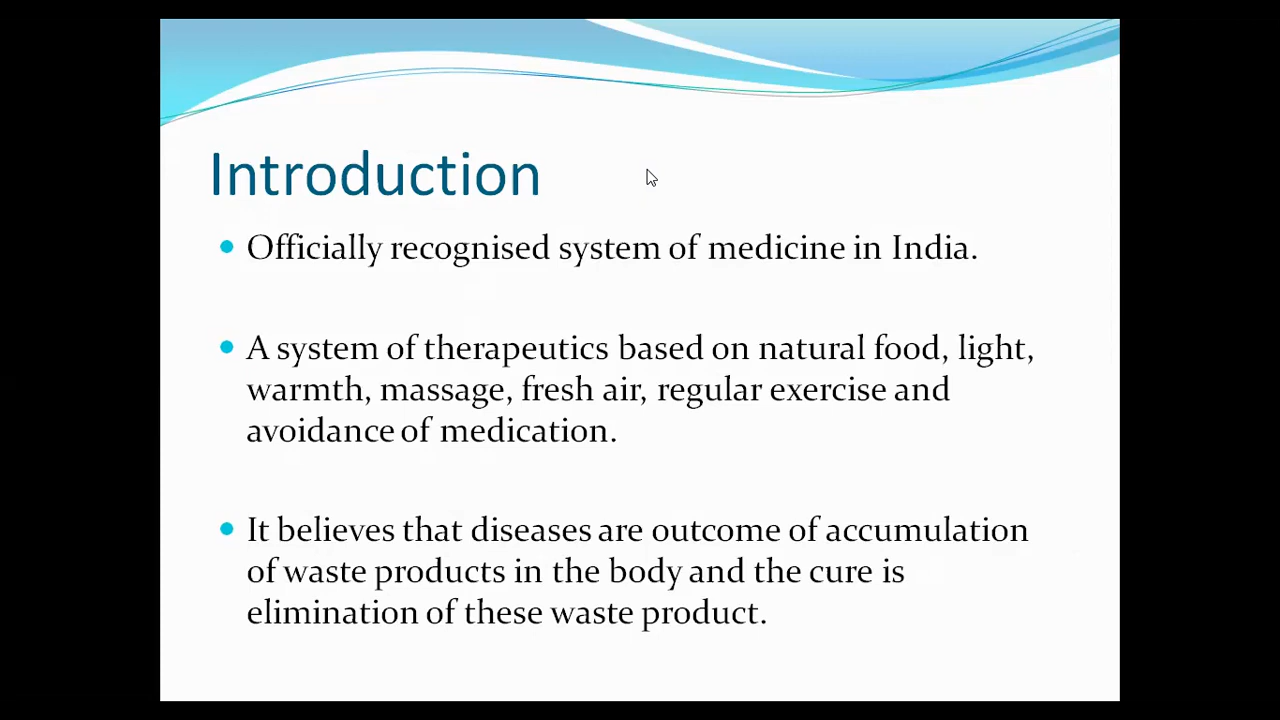 Introduction
• Officially recognised system of medicine in India.
• A system of therapeutics based on natural food, light,
warmth, massage, fresh air, regular exercise and
avoidance of medication.
• It believes that diseases are outcome of accumulation
of waste products in the body and the cure is
elimination of these waste product.